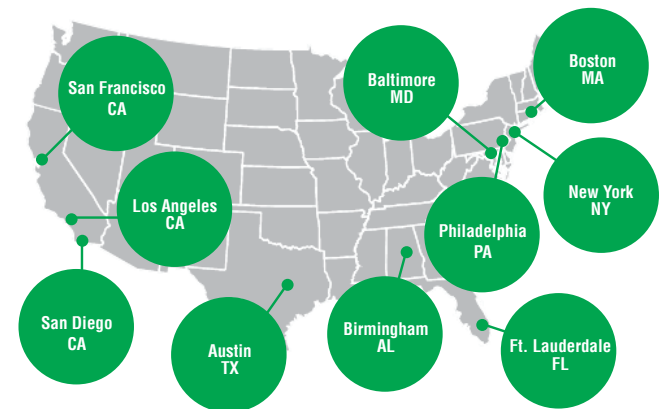 San Francisco
CA
Baltimore
MD
Boston
MA
Los Angeles
CA
New York
NY
Philadelphia
PA
San Diego
CA
Austin
TX
Birmingham
AL
Ft. Lauderdale
FL